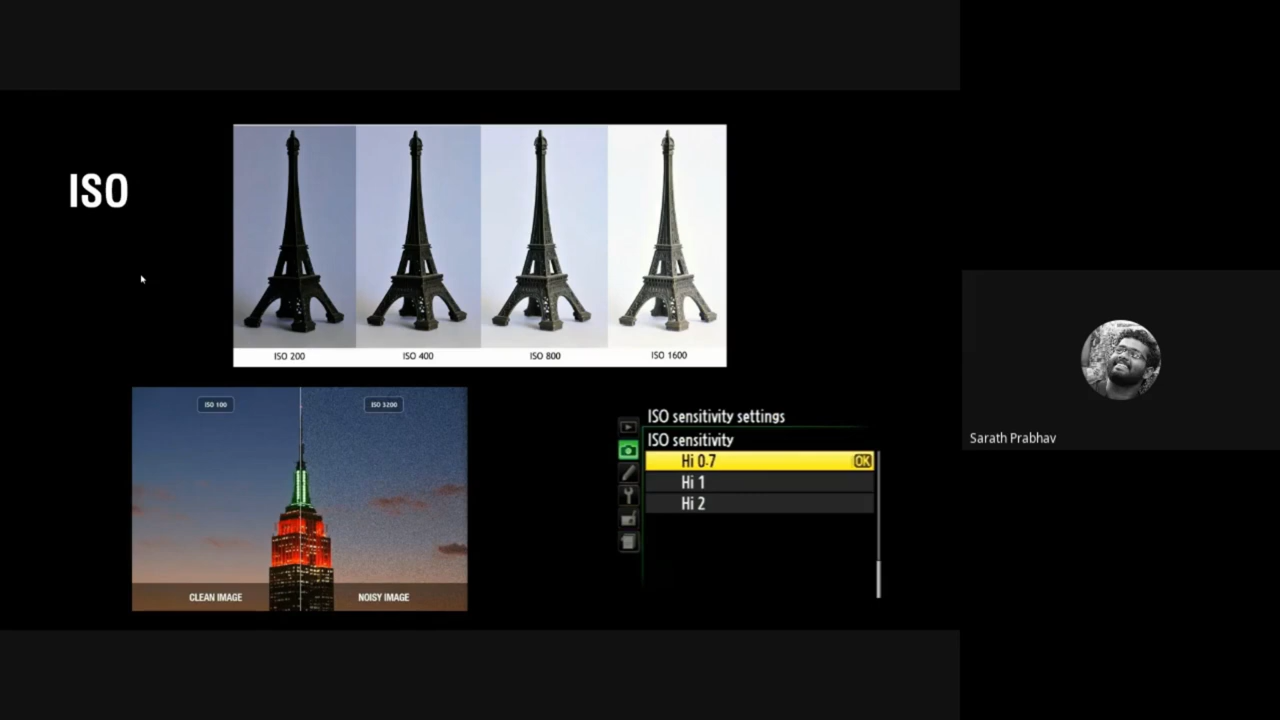 ISO
ISO 200
ISO 400
ISO 800
ISO 1600
ISO 100
ISO 3200
CLEAN IMAGE
NOISY IMAGE
ISO sensitivity settings
ISO sensitivity
Hi 0.7
OK
Hi 1
Hi 2
Sarath Prabhav